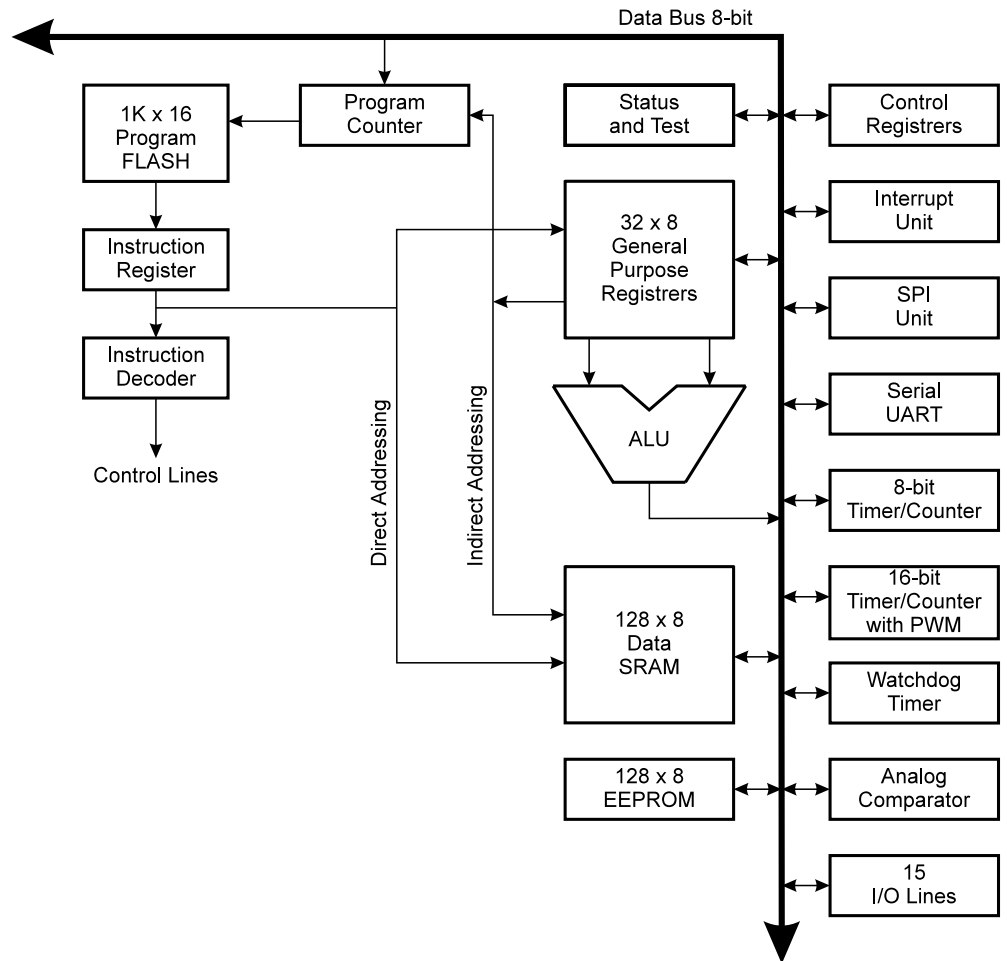 Data Bus 8-bit
1K x 16
Program
FLASH
Program
Counter
Status
and Test
Control
Registrers
Instruction
Register
32 x 8
General
Purpose
Registrers
Interrupt
Unit
Instruction
Decoder
SPI
Unit
Control Lines
Direct Addressing
Indirect Addressing
ALU
Serial
UART
8-bit
Timer/Counter
128 x 8
Data
SRAM
16-bit
Timer/Counter
with PWM
Watchdog
Timer
128 x 8
EEPROM
Analog
Comparator
15
I/O Lines